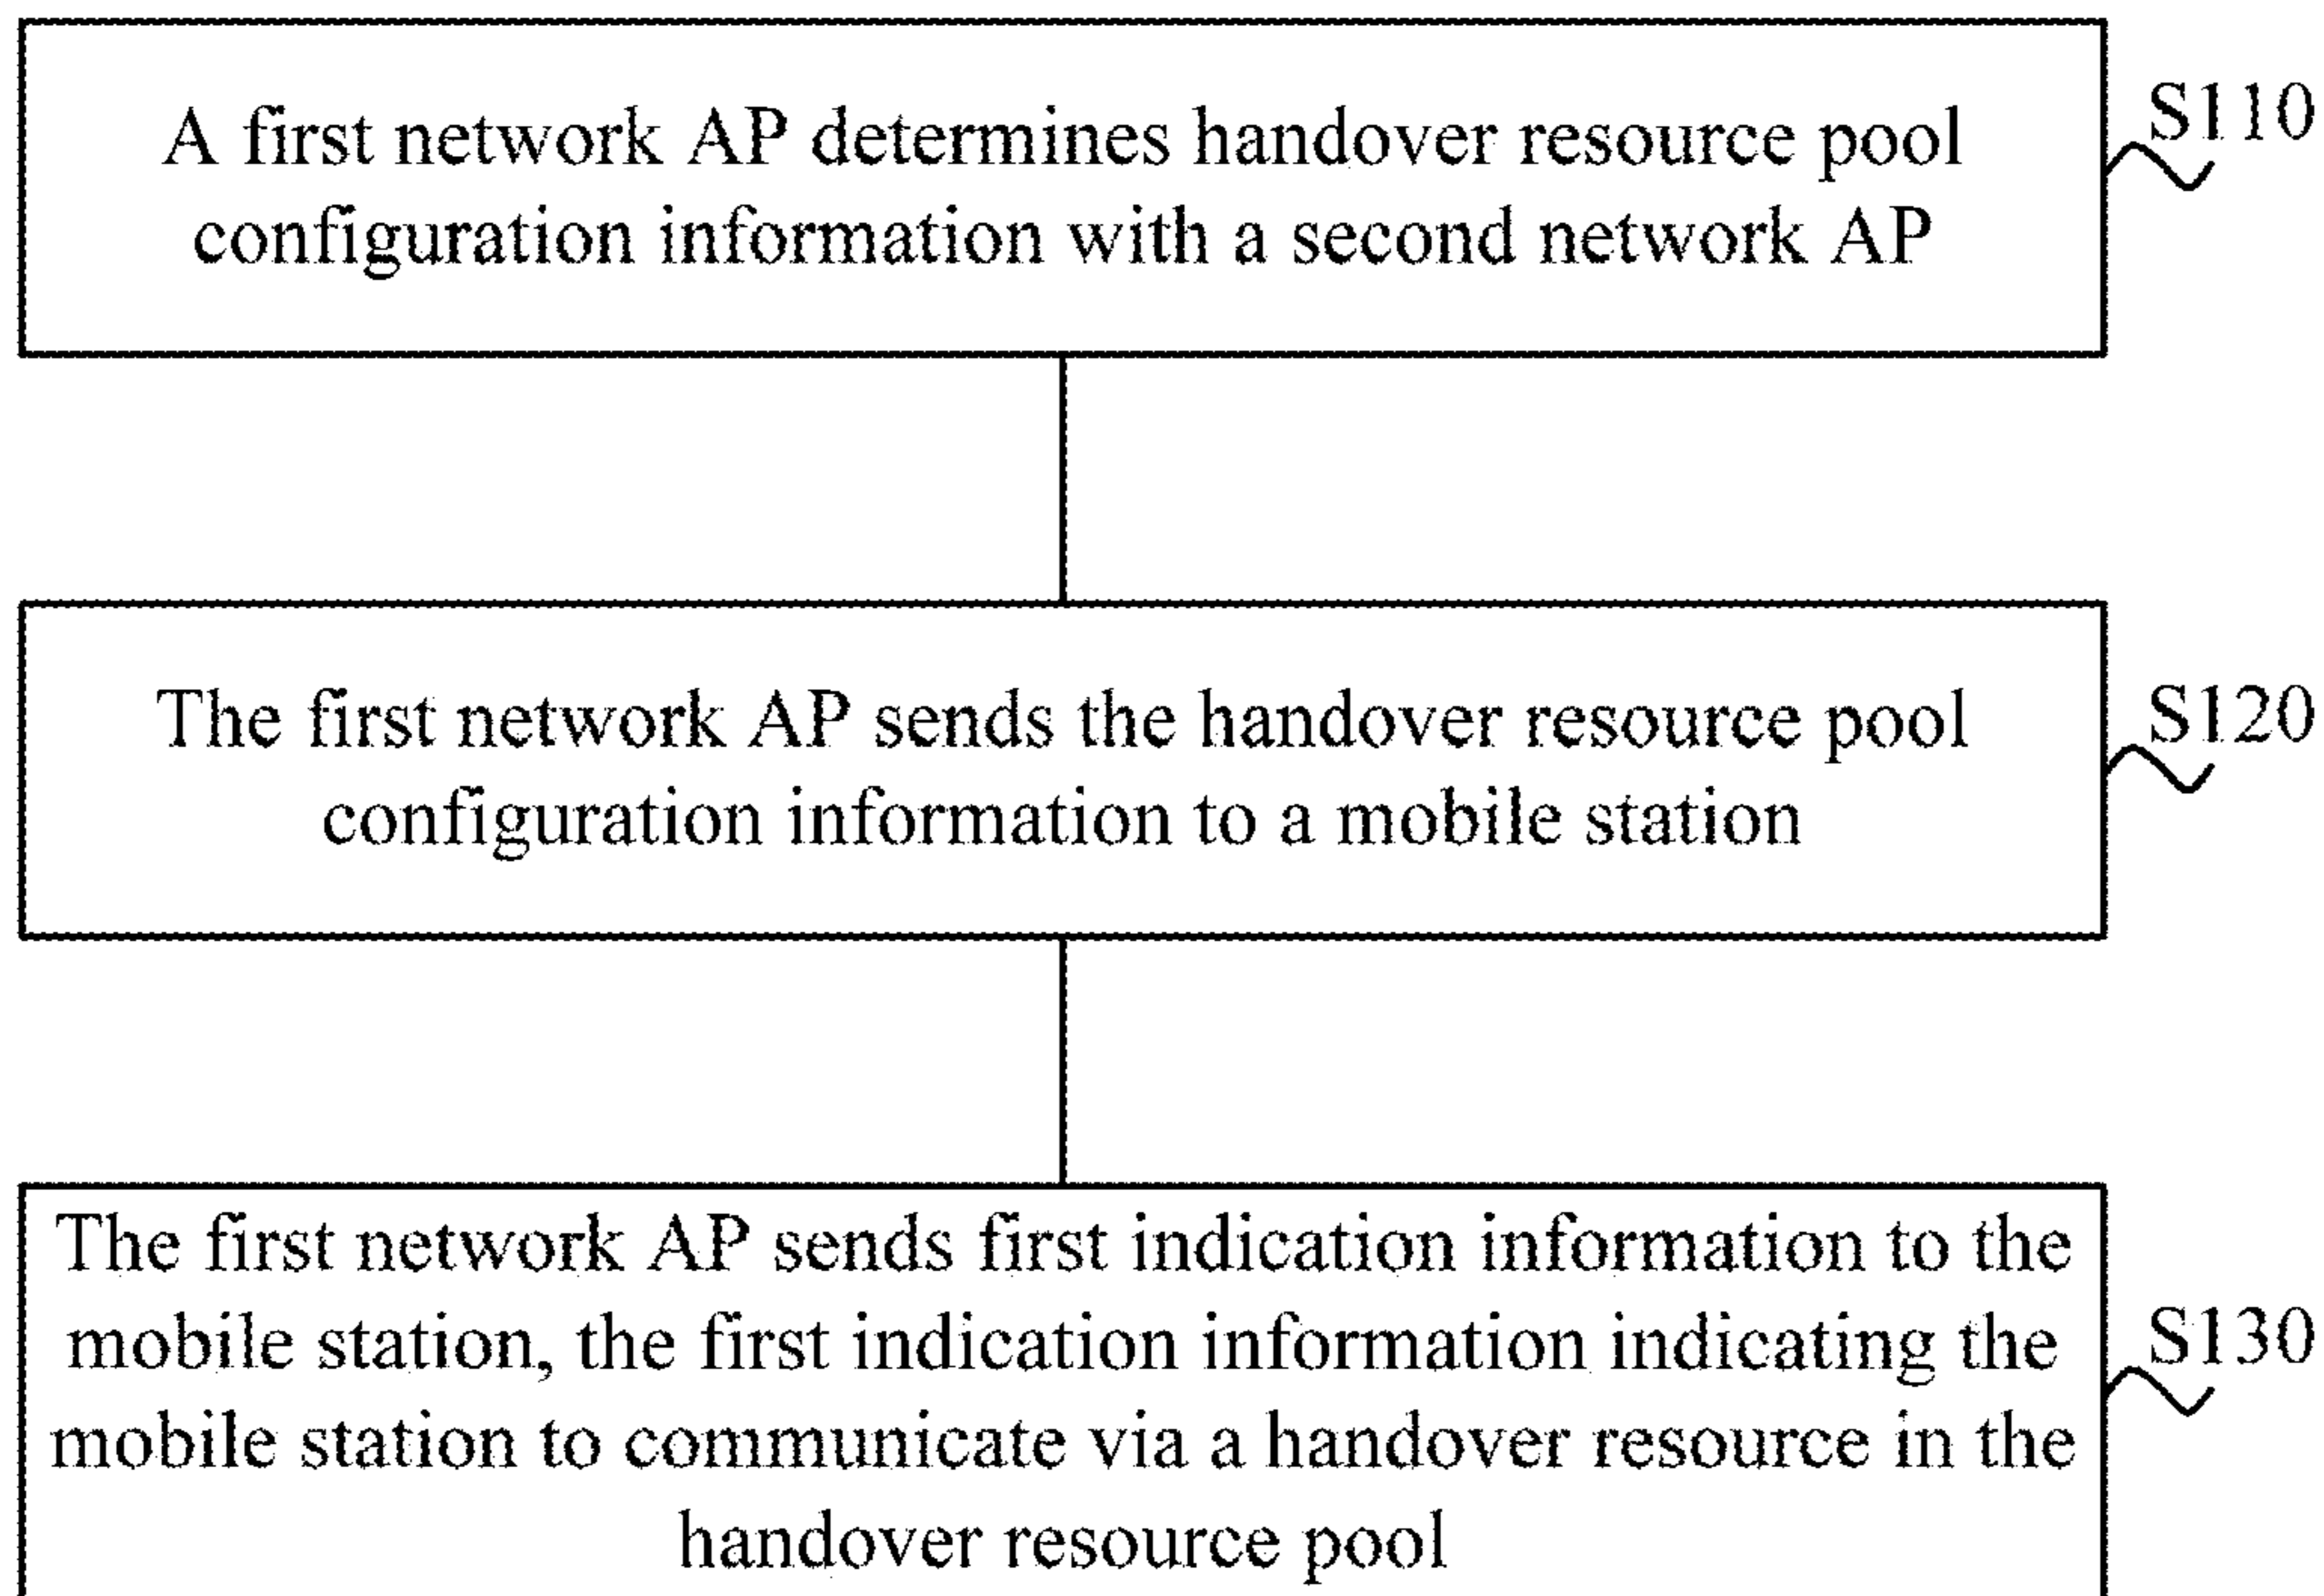 A first network AP determines handover resource pool
configuration information with a second network AP
S110
The first network AP sends the handover resource pool
configuration information to a mobile station
S120
The first network AP sends first indication information to the
mobile station, the first indication information indicating the
mobile station to communicate via a handover resource in the
handover resource pool
S130